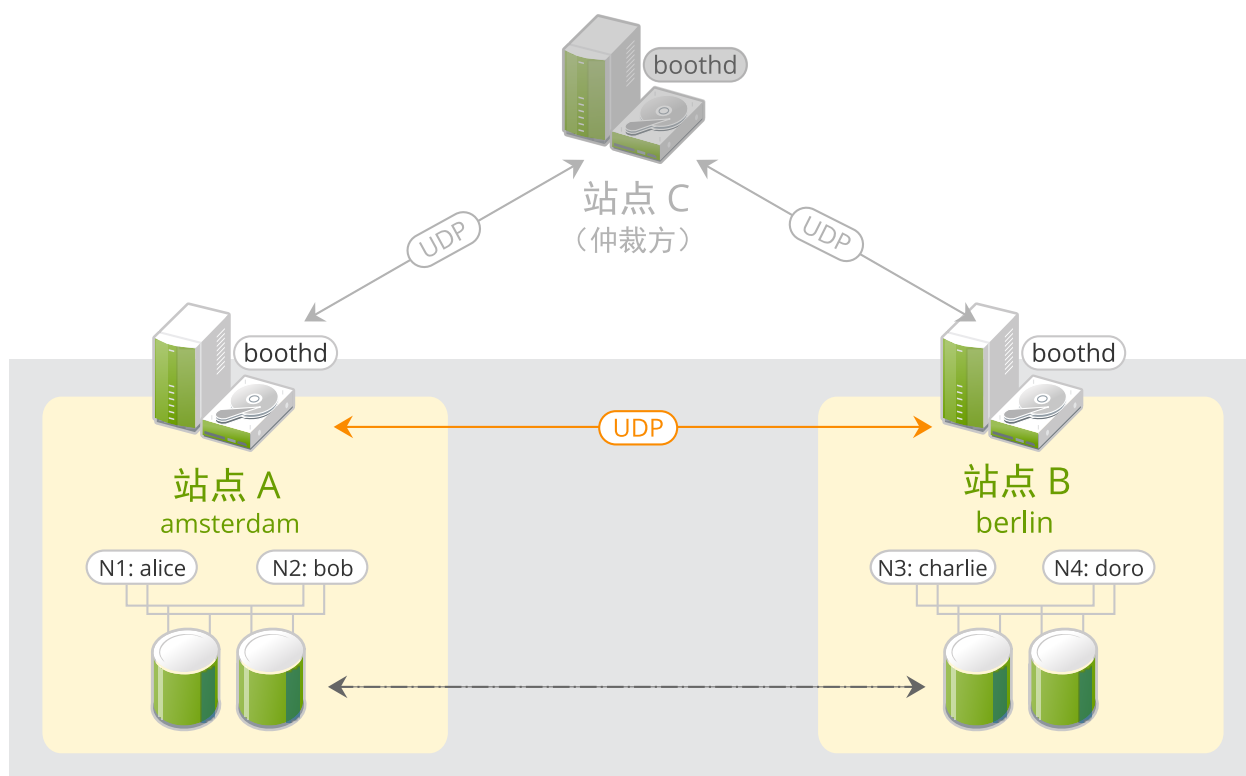 boothd
站点 C
（仲裁方）
UDP
UDP
boothd
boothd
UDP
站点 A
amsterdam
站点 B
berlin
N1: alice
N2: bob
N3: charlie
N4: doro